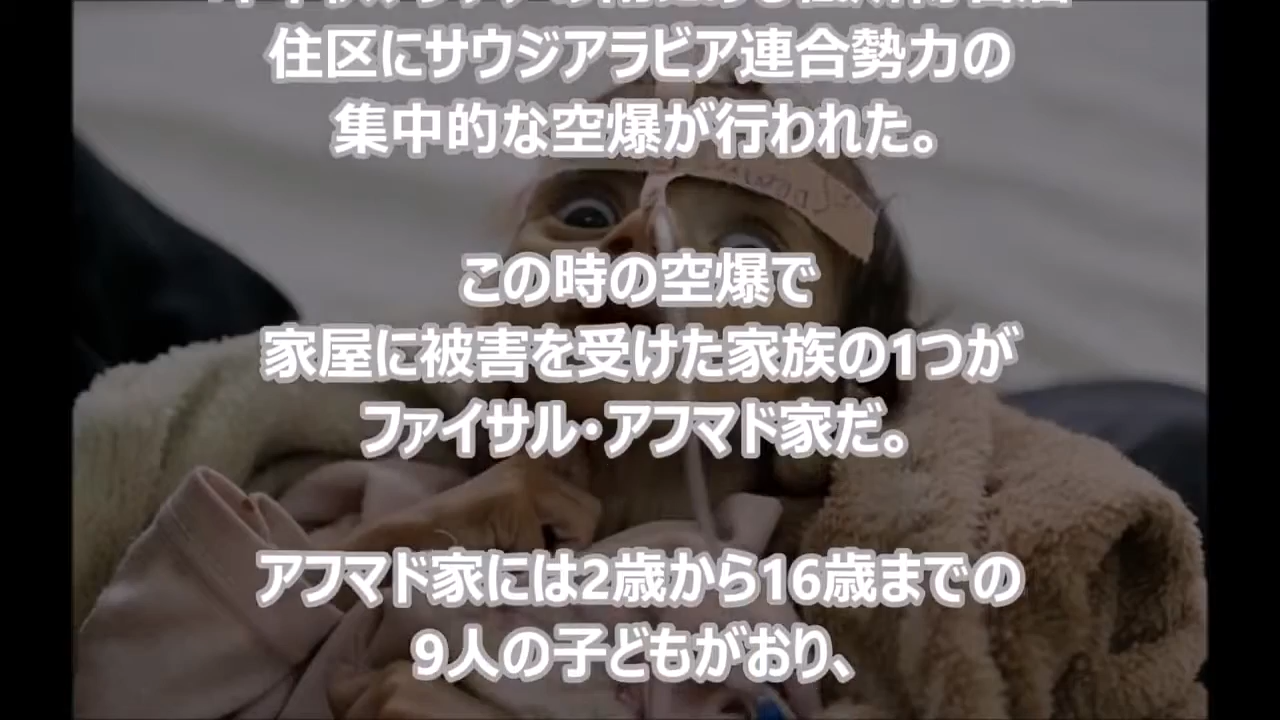 住区にサウジアラビア連合勢力の
集中的な空爆が行われた。
この時の空爆で
家屋に被害を受けた家族の1つが
ファイサル・アフマド家だ。
アフマド家には2歳から16歳までの
9人の子どもがおり、